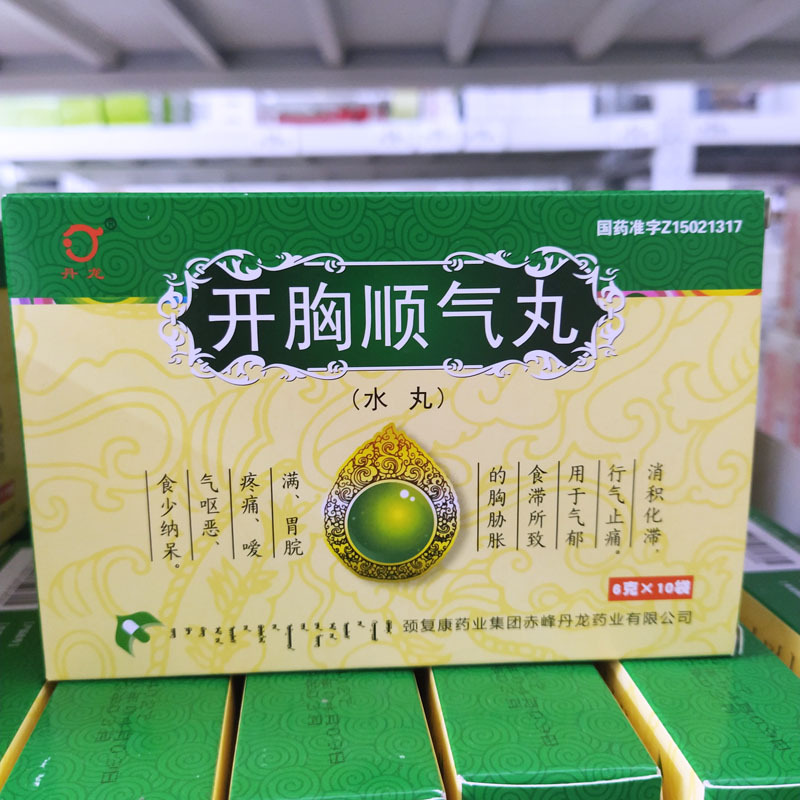 丹龙
国药准字Z15021317
开胸顺气丸
（水 丸）
消积化滞，
行气止痛。
用于气郁
食滞所致
的胸胁胀
满、胃脘
疼痛、嗳
气呕恶、
食少纳呆。
6克×10袋
颈复康药业集团赤峰丹龙药业有限公司